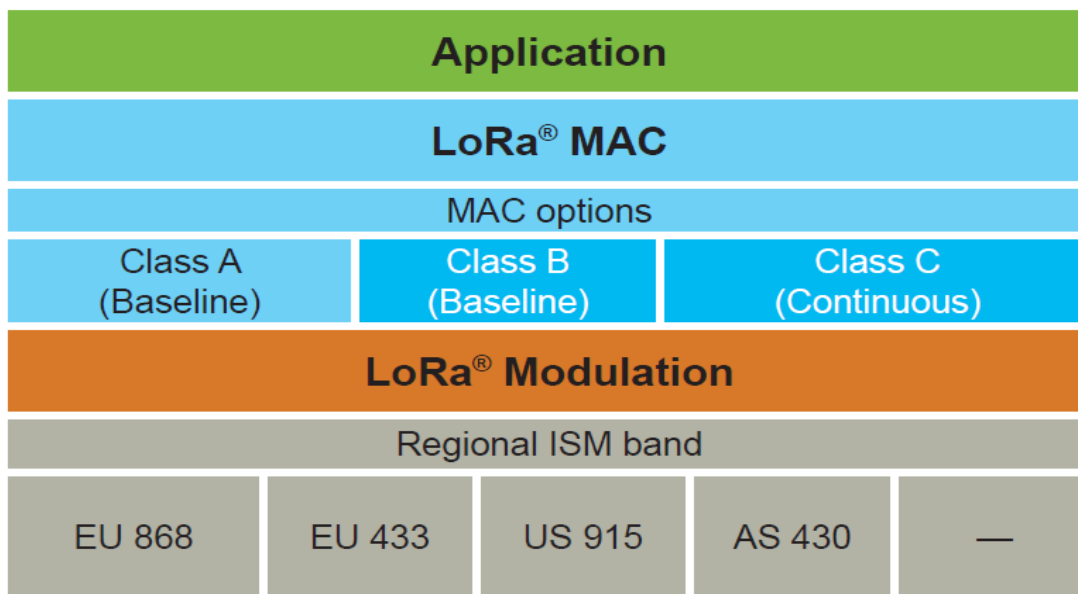 Application
LoRa® MAC
MAC options
Class A
(Baseline)
Class B
(Baseline)
Class C
(Continuous)
LoRa® Modulation
Regional ISM band
EU 868
EU 433
US 915
AS 430
—